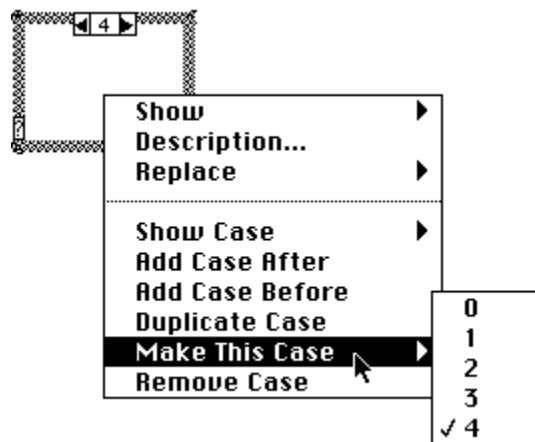 4
?
Show
Description...
Replace
Show Case
Add Case After
Add Case Before
Duplicate Case
Make This Case
Remove Case
0
1
2
3
✓ 4